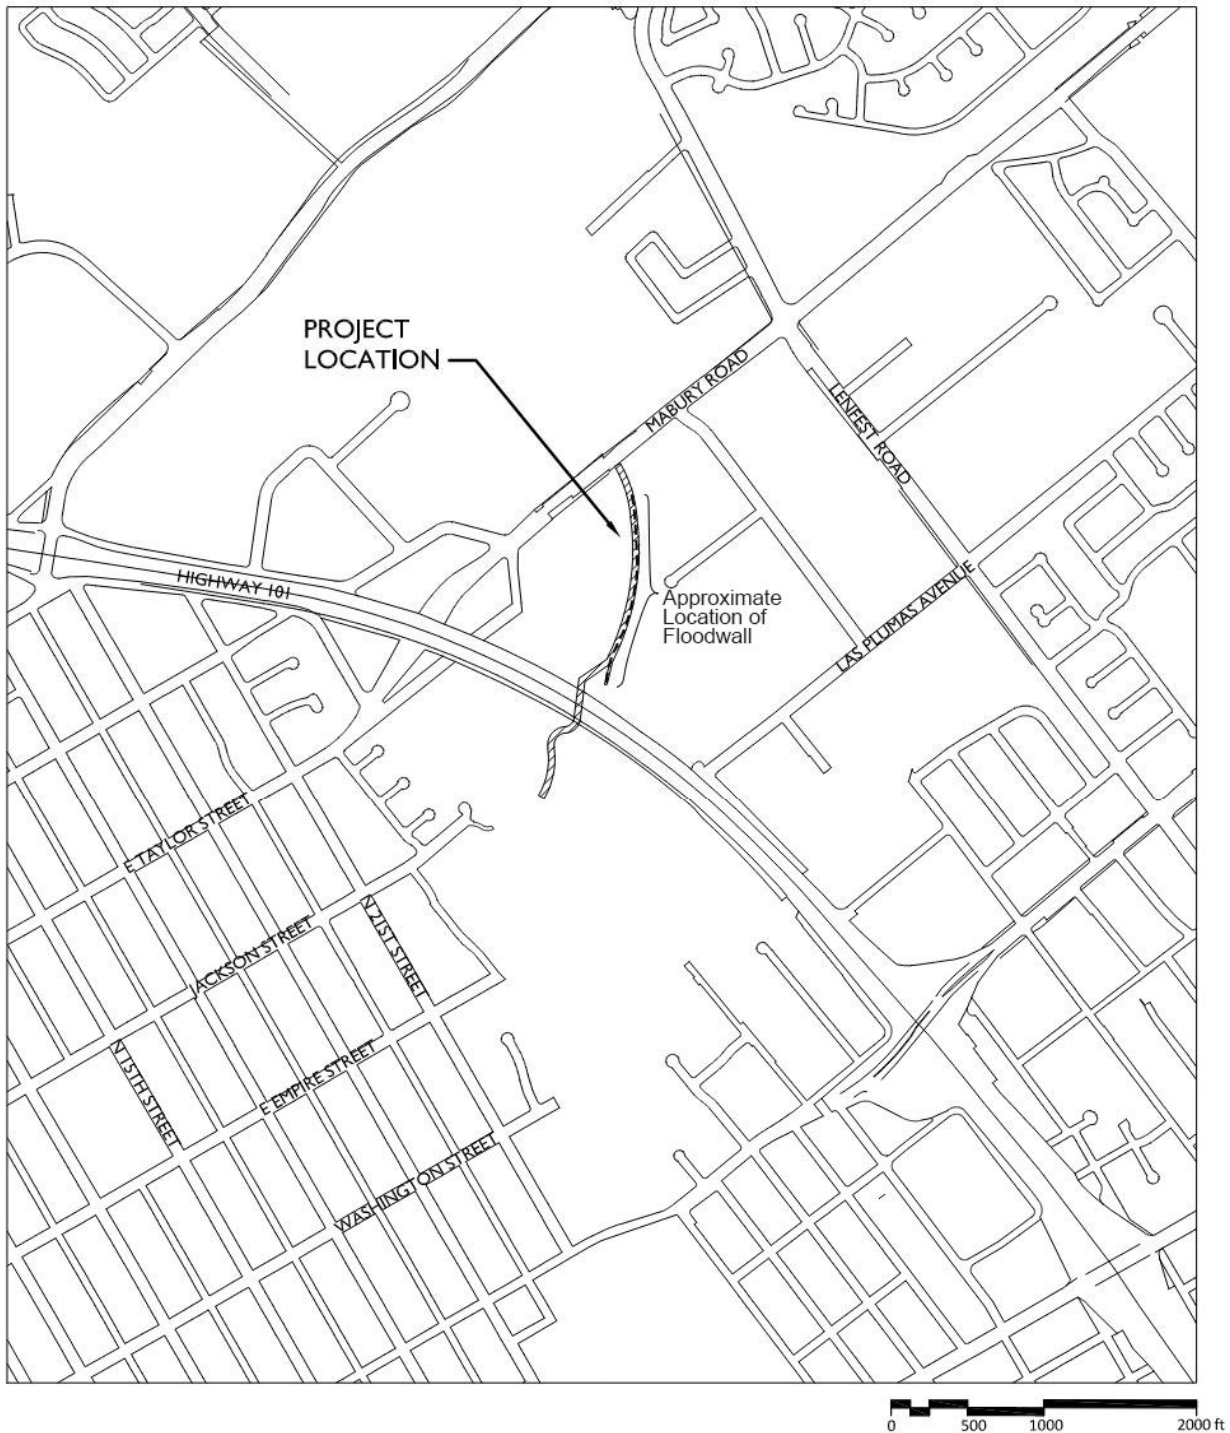 PROJECT
LOCATION
MABURY ROAD
LENFEST ROAD
HIGHWAY 101
Approximate
Location of
Floodwall
LAS PLUMAS AVENUE
E TAYLOR STREET
JACKSON STREET
N 21ST STREET
N 15TH STREET
E EMPIRE STREET
WASHINGTON STREET
0 500 1000 2000 ft